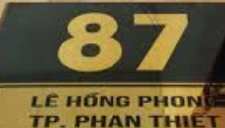 87
LÊ HỒNG PHONG
TP. PHAN THIẾT